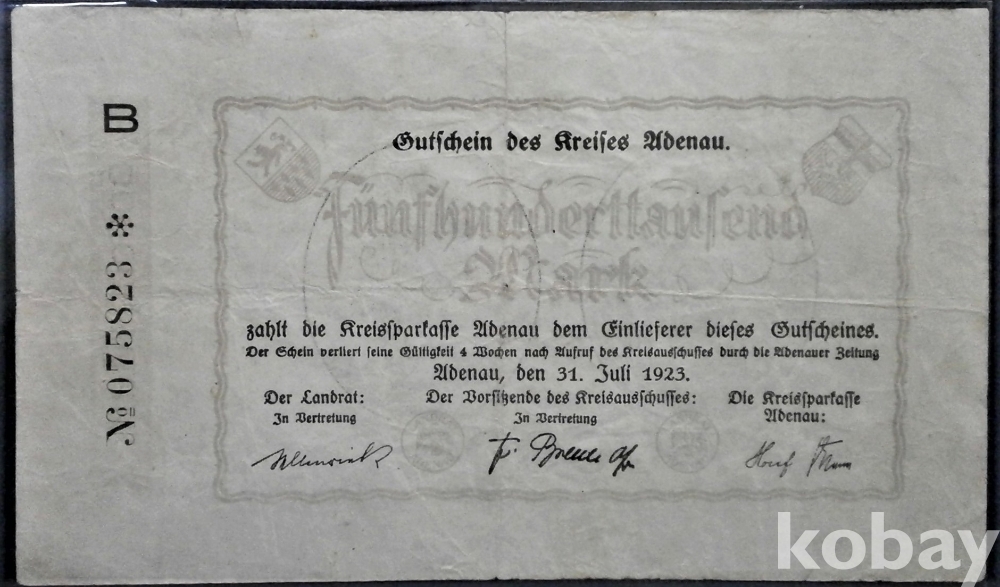 B
№ 075823 *
Gutschein des Kreises Adenau.
Fünfhunderttausend
Mark
zahlt die Kreissparkasse Adenau dem Einlieferer dieses Gutscheines.
Der Schein verliert seine Gültigkeit 4 Wochen nach Aufruf des Kreisausschusses durch die Adenauer Zeitung
Adenau, den 31. Juli 1923.
Der Landrat:
In Vertretung
Der Vorsitzende des Kreisausschusses:
In Vertretung
Die Kreissparkasse
Adenau:
kobay